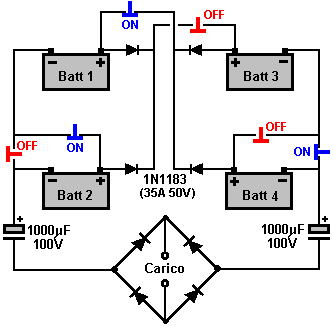 ON
OFF
- +
Batt 1
+ -
Batt 3
OFF
ON
OFF
ON
- +
Batt 2
1N1183
(35A 50V)
+ -
Batt 4
+
1000µF
100V
Carico
+
1000µF
100V